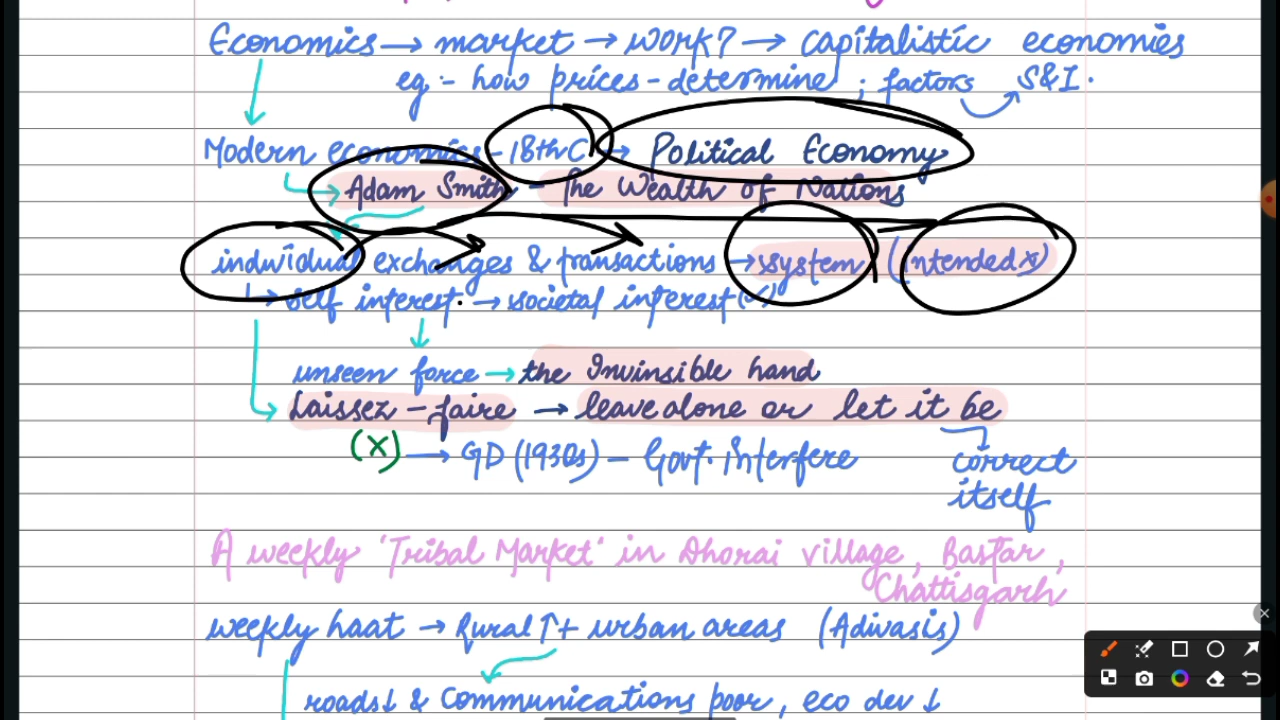 Economics → market → work? → capitalistic economies
eg:- how prices - determine ; factors → S&I.
Modern economics - 18th C → Political Economy
Adam Smith - The Wealth of Nations
individual exchanges & transactions → system (intended x)
self interest. → societal interest (✓)
unseen force → the Invinsible hand
Laissez - faire → leave alone or let it be
(x) → GD (1930s) - Govt. interfere correct
itself
A weekly 'Tribal Market' in Dhorai village, Bastar,
Chattisgarh
weekly haat → Rural ↑ + urban areas (Adivasis)
roads↓ & communications poor, eco dev ↓